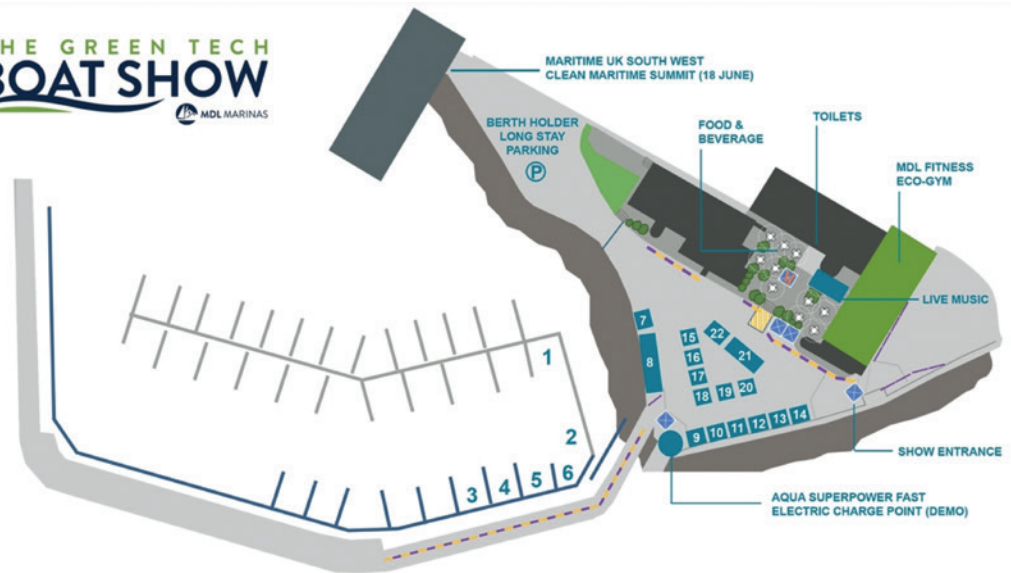 HE GREEN TECH
BOAT SHOW
MDL MARINAS
MARITIME UK SOUTH WEST
CLEAN MARITIME SUMMIT (18 JUNE)
BERTH HOLDER
LONG STAY
PARKING
P
FOOD &
BEVERAGE
TOILETS
MDL FITNESS
ECO-GYM
LIVE MUSIC
7
8
15
16
17
18
19
20
22
21
9
10
11
12
13
14
1
2
3
4
5
6
SHOW ENTRANCE
AQUA SUPERPOWER FAST
ELECTRIC CHARGE POINT (DEMO)